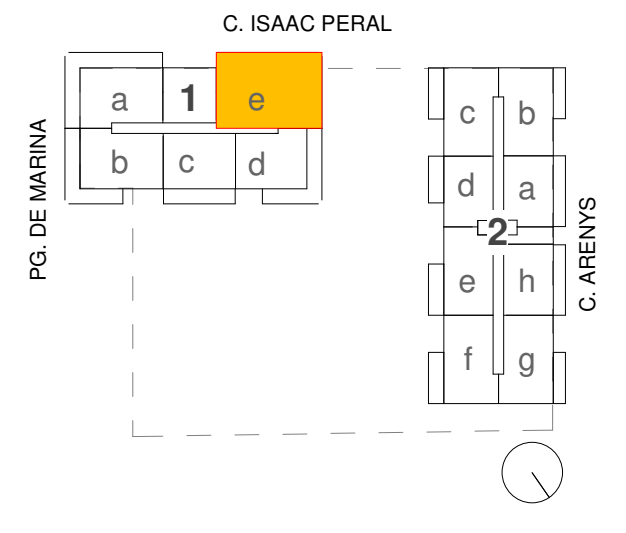 C. ISAAC PERAL
PG. DE MARINA
a 1 e
b c d
c b
d a
2
e h
f g
C. ARENYS